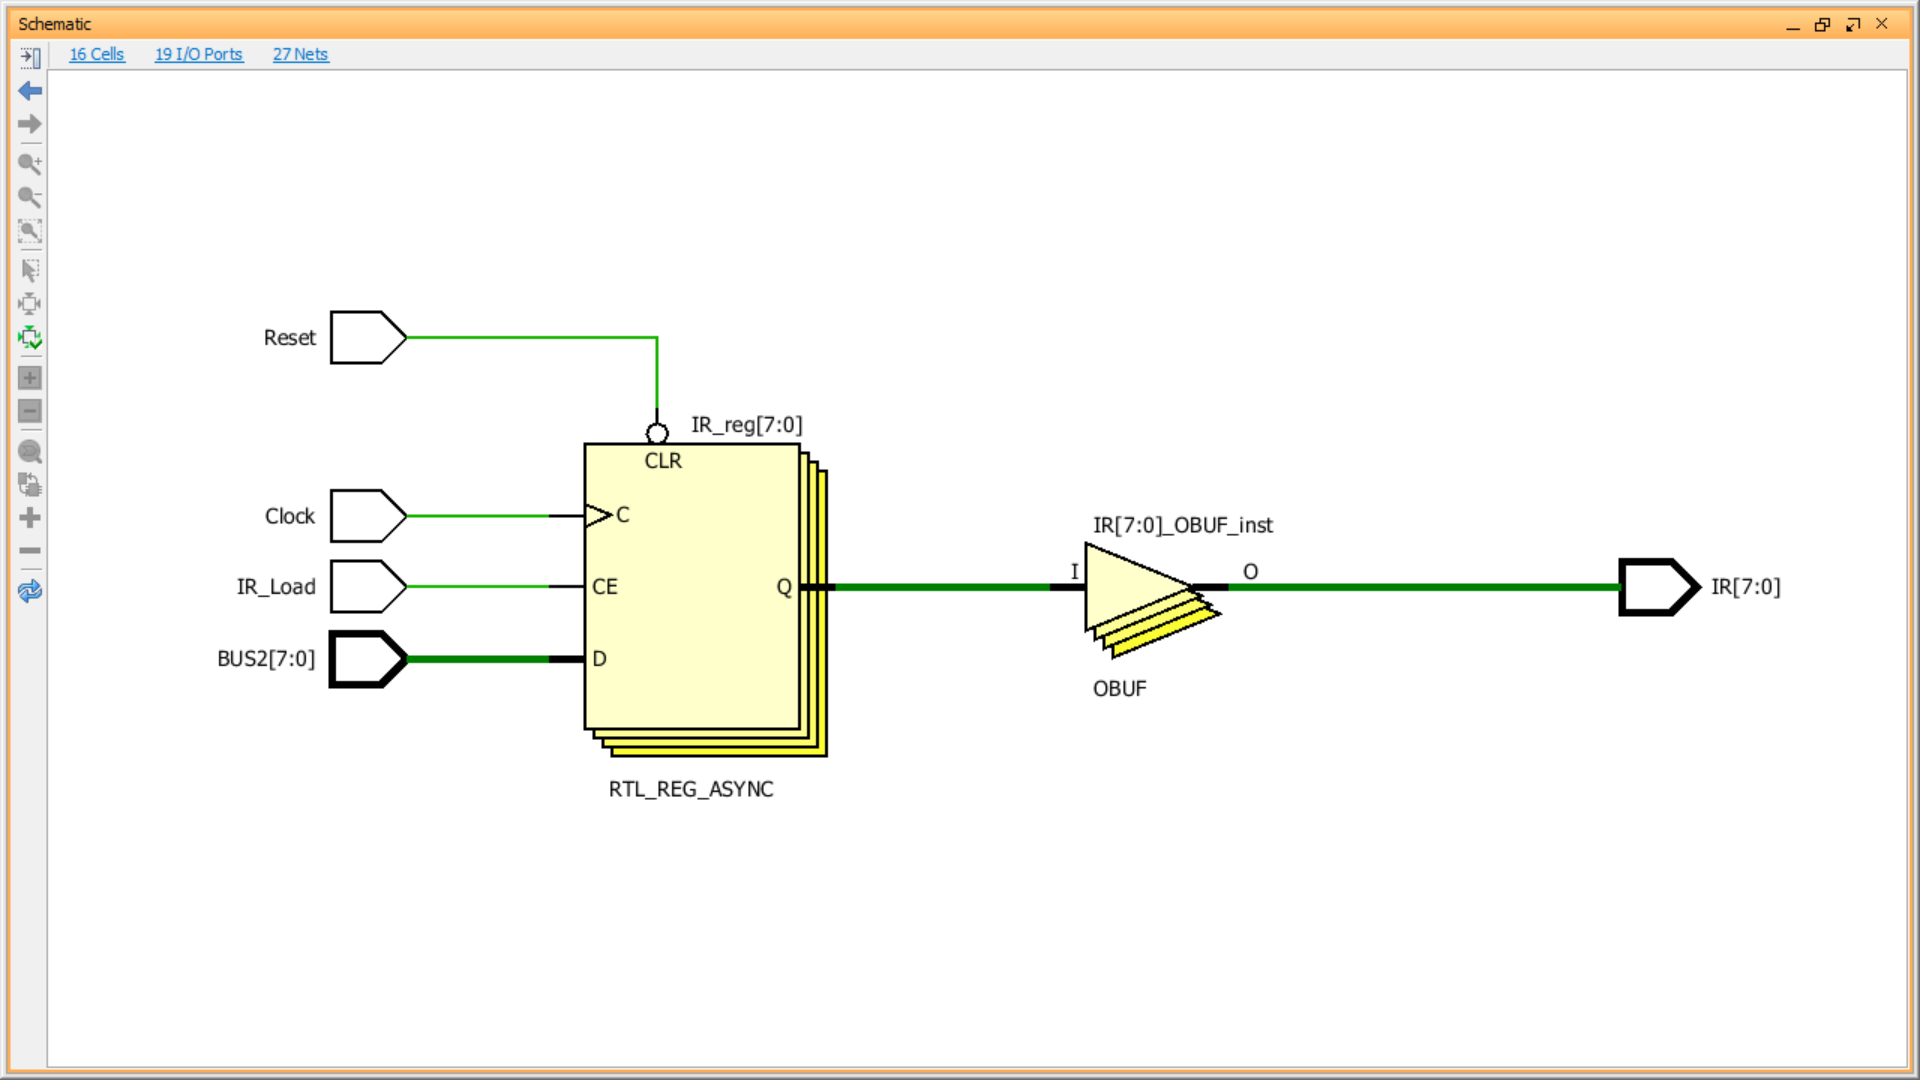 Schematic
16 Cells 19 I/O Ports 27 Nets
Reset
IR_reg[7:0]
CLR
Clock
C
IR[7:0]_OBUF_inst
IR_Load
CE
Q
I
O
IR[7:0]
BUS2[7:0]
D
OBUF
RTL_REG_ASYNC